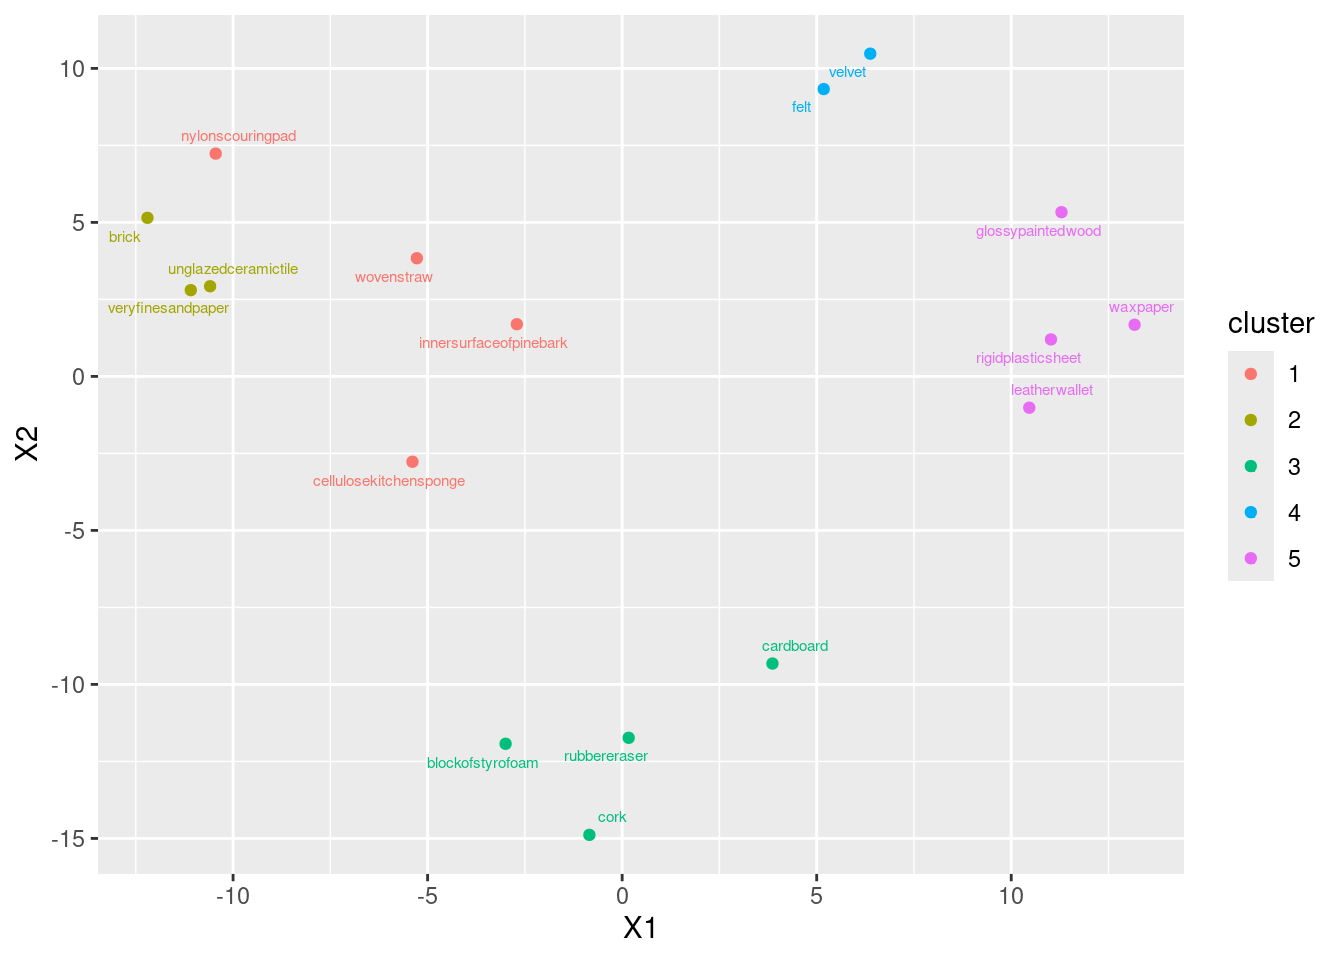 10
velvet
felt
nylonscouringpad
5
brick
glossypaintedwood
unglazedceramictile
wovenstraw
veryfinesandpaper
waxpaper
innersurfaceofpinebark
rigidplasticsheet
0
leatherwallet
cellulosekitchensponge
-5
cardboard
-10
rubbereraser
blockofstyrofoam
cork
-15
X2
-10
-5
0
5
10
X1
cluster
1
2
3
4
5